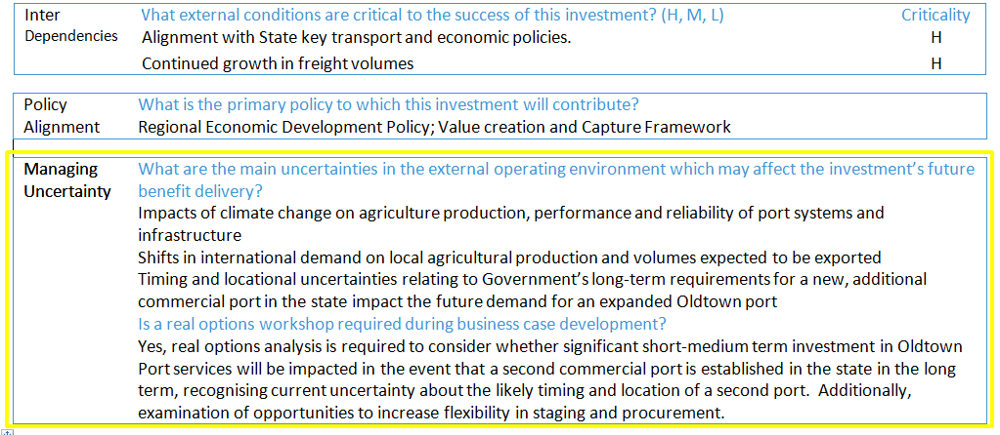 Inter What external conditions are critical to the success of this investment? (H, M, L) Criticality
Dependencies Alignment with State key transport and economic policies. H
Continued growth in freight volumes H
Policy What is the primary policy to which this investment will contribute?
Alignment Regional Economic Development Policy; Value creation and Capture Framework
Managing What are the main uncertainties in the external operating environment which may affect the investment’s future
Uncertainty benefit delivery?
Impacts of climate change on agriculture production, performance and reliability of port systems and
infrastructure
Shifts in international demand on local agricultural production and volumes expected to be exported
Timing and locational uncertainties relating to Government’s long-term requirements for a new, additional
commercial port in the state impact the future demand for an expanded Oldtown port
Is a real options workshop required during business case development?
Yes, real options analysis is required to consider whether significant short-medium term investment in Oldtown
Port services will be impacted in the event that a second commercial port is established in the state in the long
term, recognising current uncertainty about the likely timing and location of a second port.  Additionally,
examination of opportunities to increase flexibility in staging and procurement.